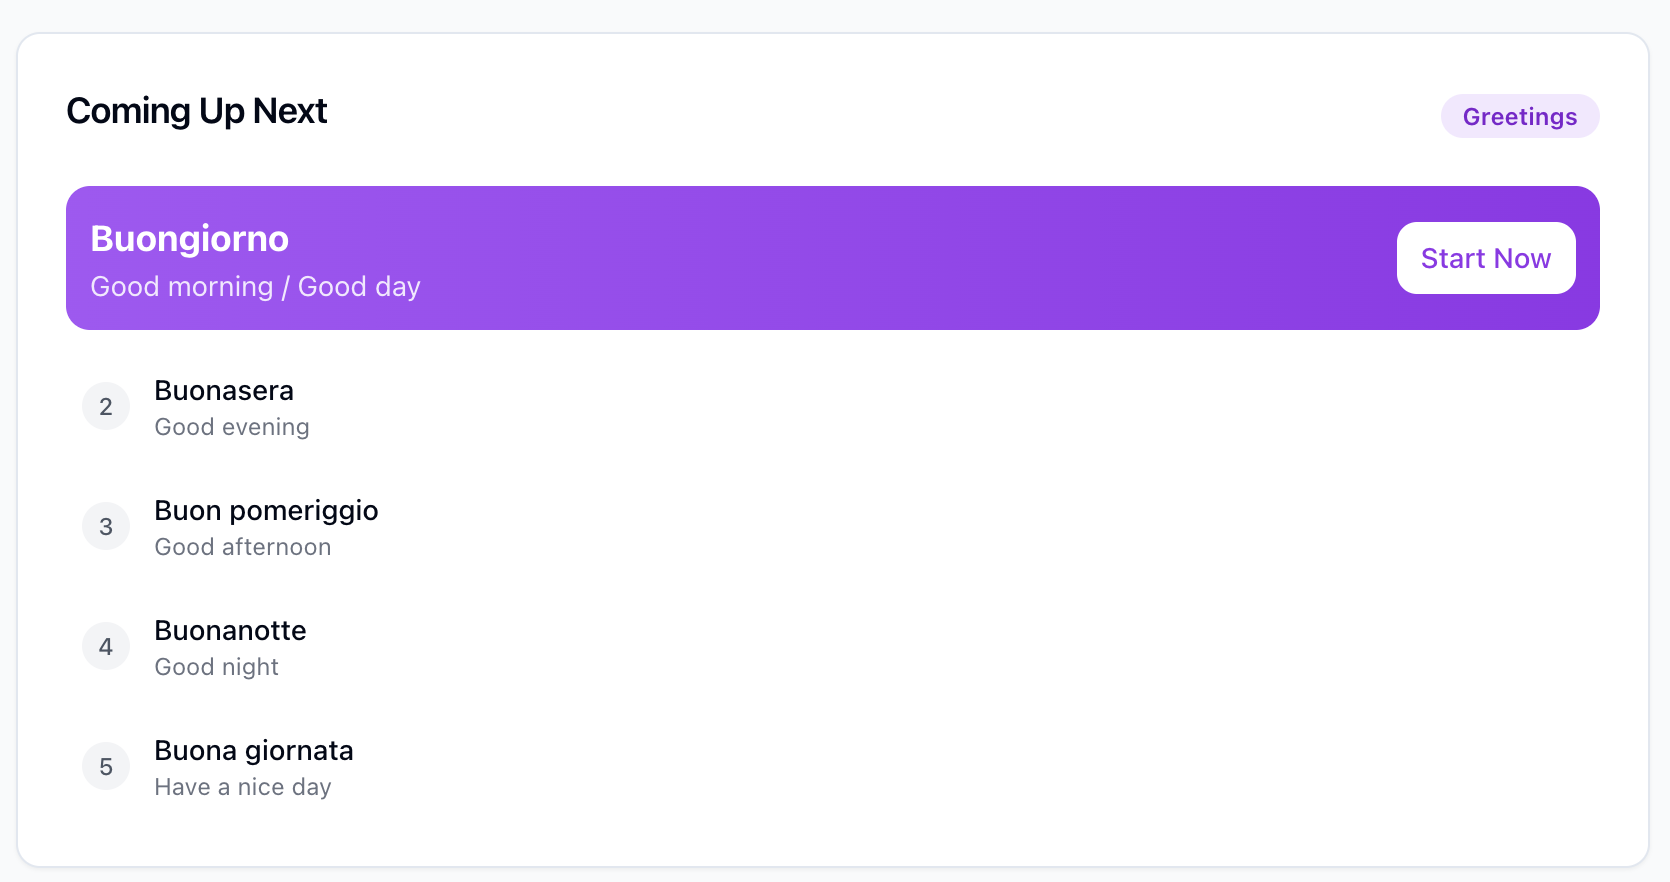 Coming Up Next
Greetings
Buongiorno
Good morning / Good day
Start Now
2
Buonasera
Good evening
3
Buon pomeriggio
Good afternoon
4
Buonanotte
Good night
5
Buona giornata
Have a nice day